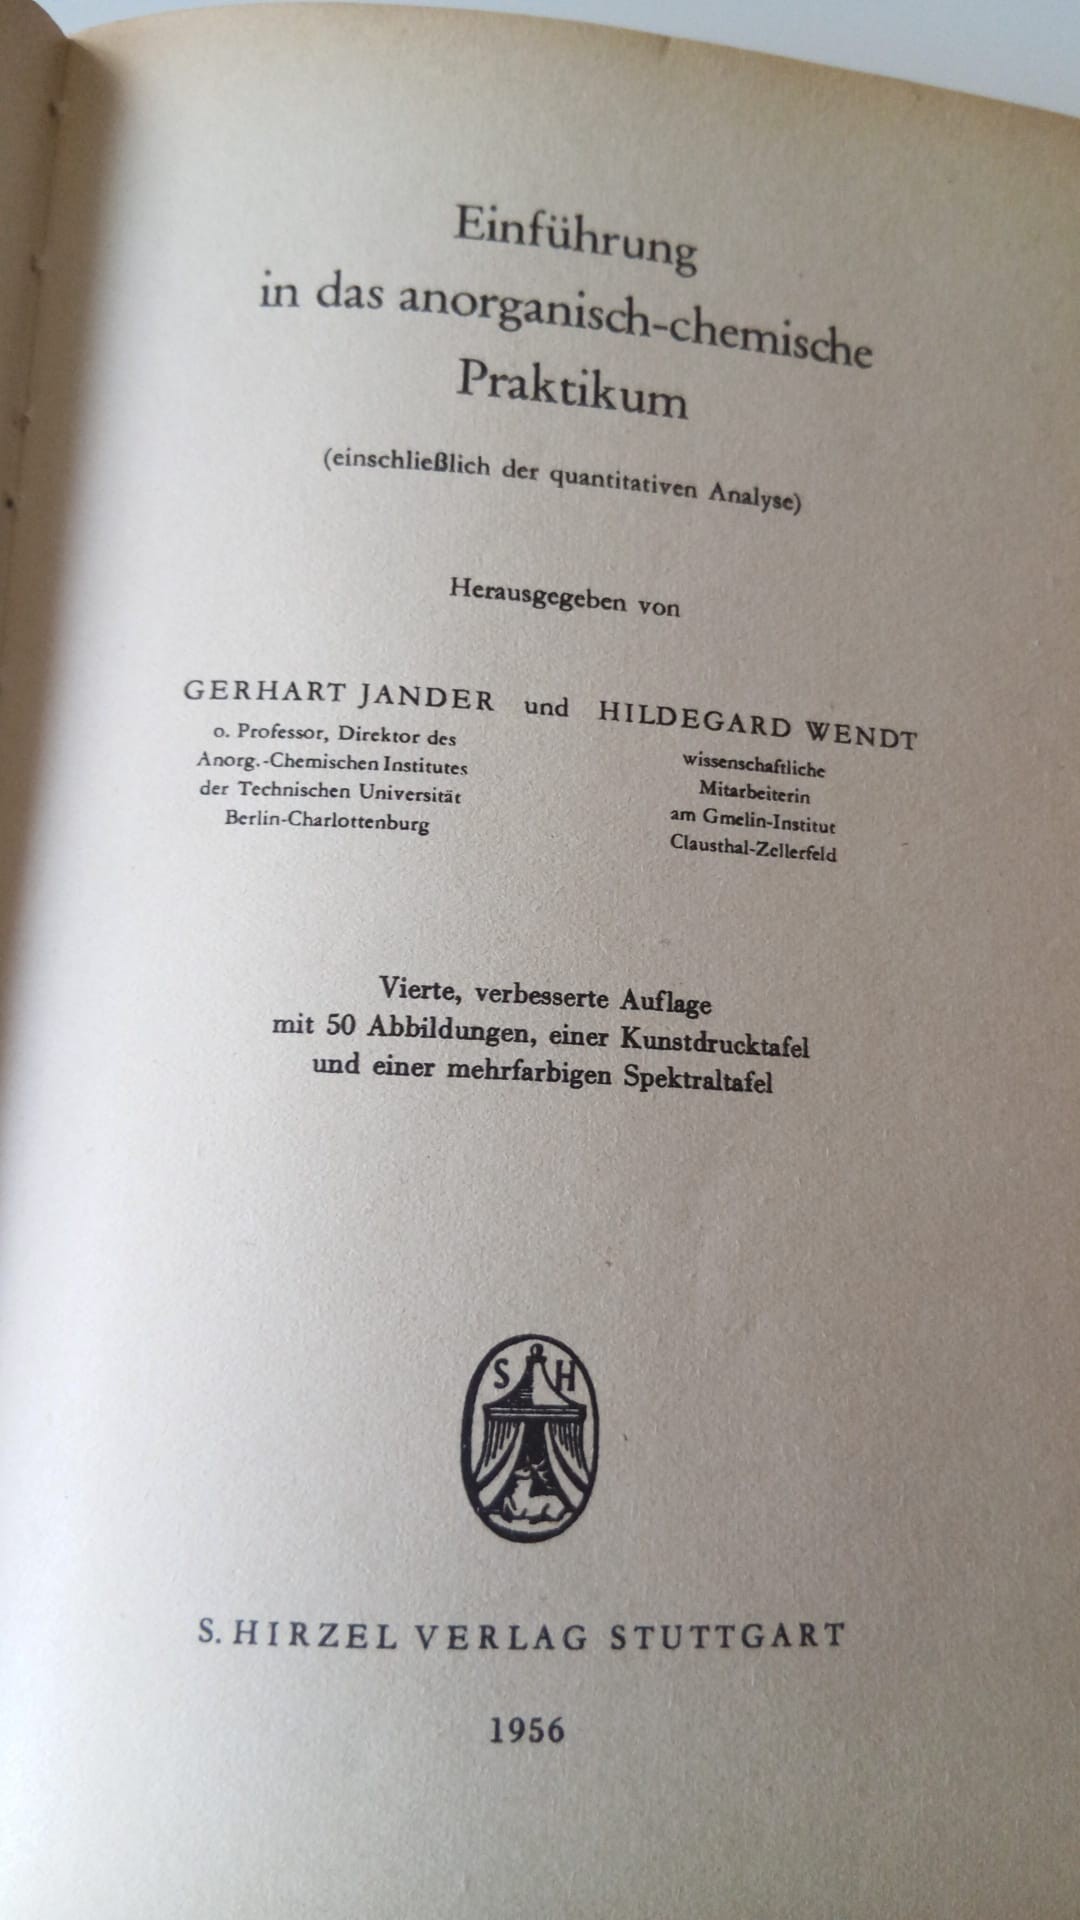 Einführung
in das anorganisch-chemische
Praktikum
(einschließlich der quantitativen Analyse)
Herausgegeben von
GERHART JANDER und HILDEGARD WENDT
o. Professor, Direktor des
Anorg.-Chemischen Institutes
der Technischen Universität
Berlin-Charlottenburg
wissenschaftliche
Mitarbeiterin
am Gmelin-Institut
Clausthal-Zellerfeld
Vierte, verbesserte Auflage
mit 50 Abbildungen, einer Kunstdrucktafel
und einer mehrfarbigen Spektraltafel
S H
S. HIRZEL VERLAG STUTTGART
1956